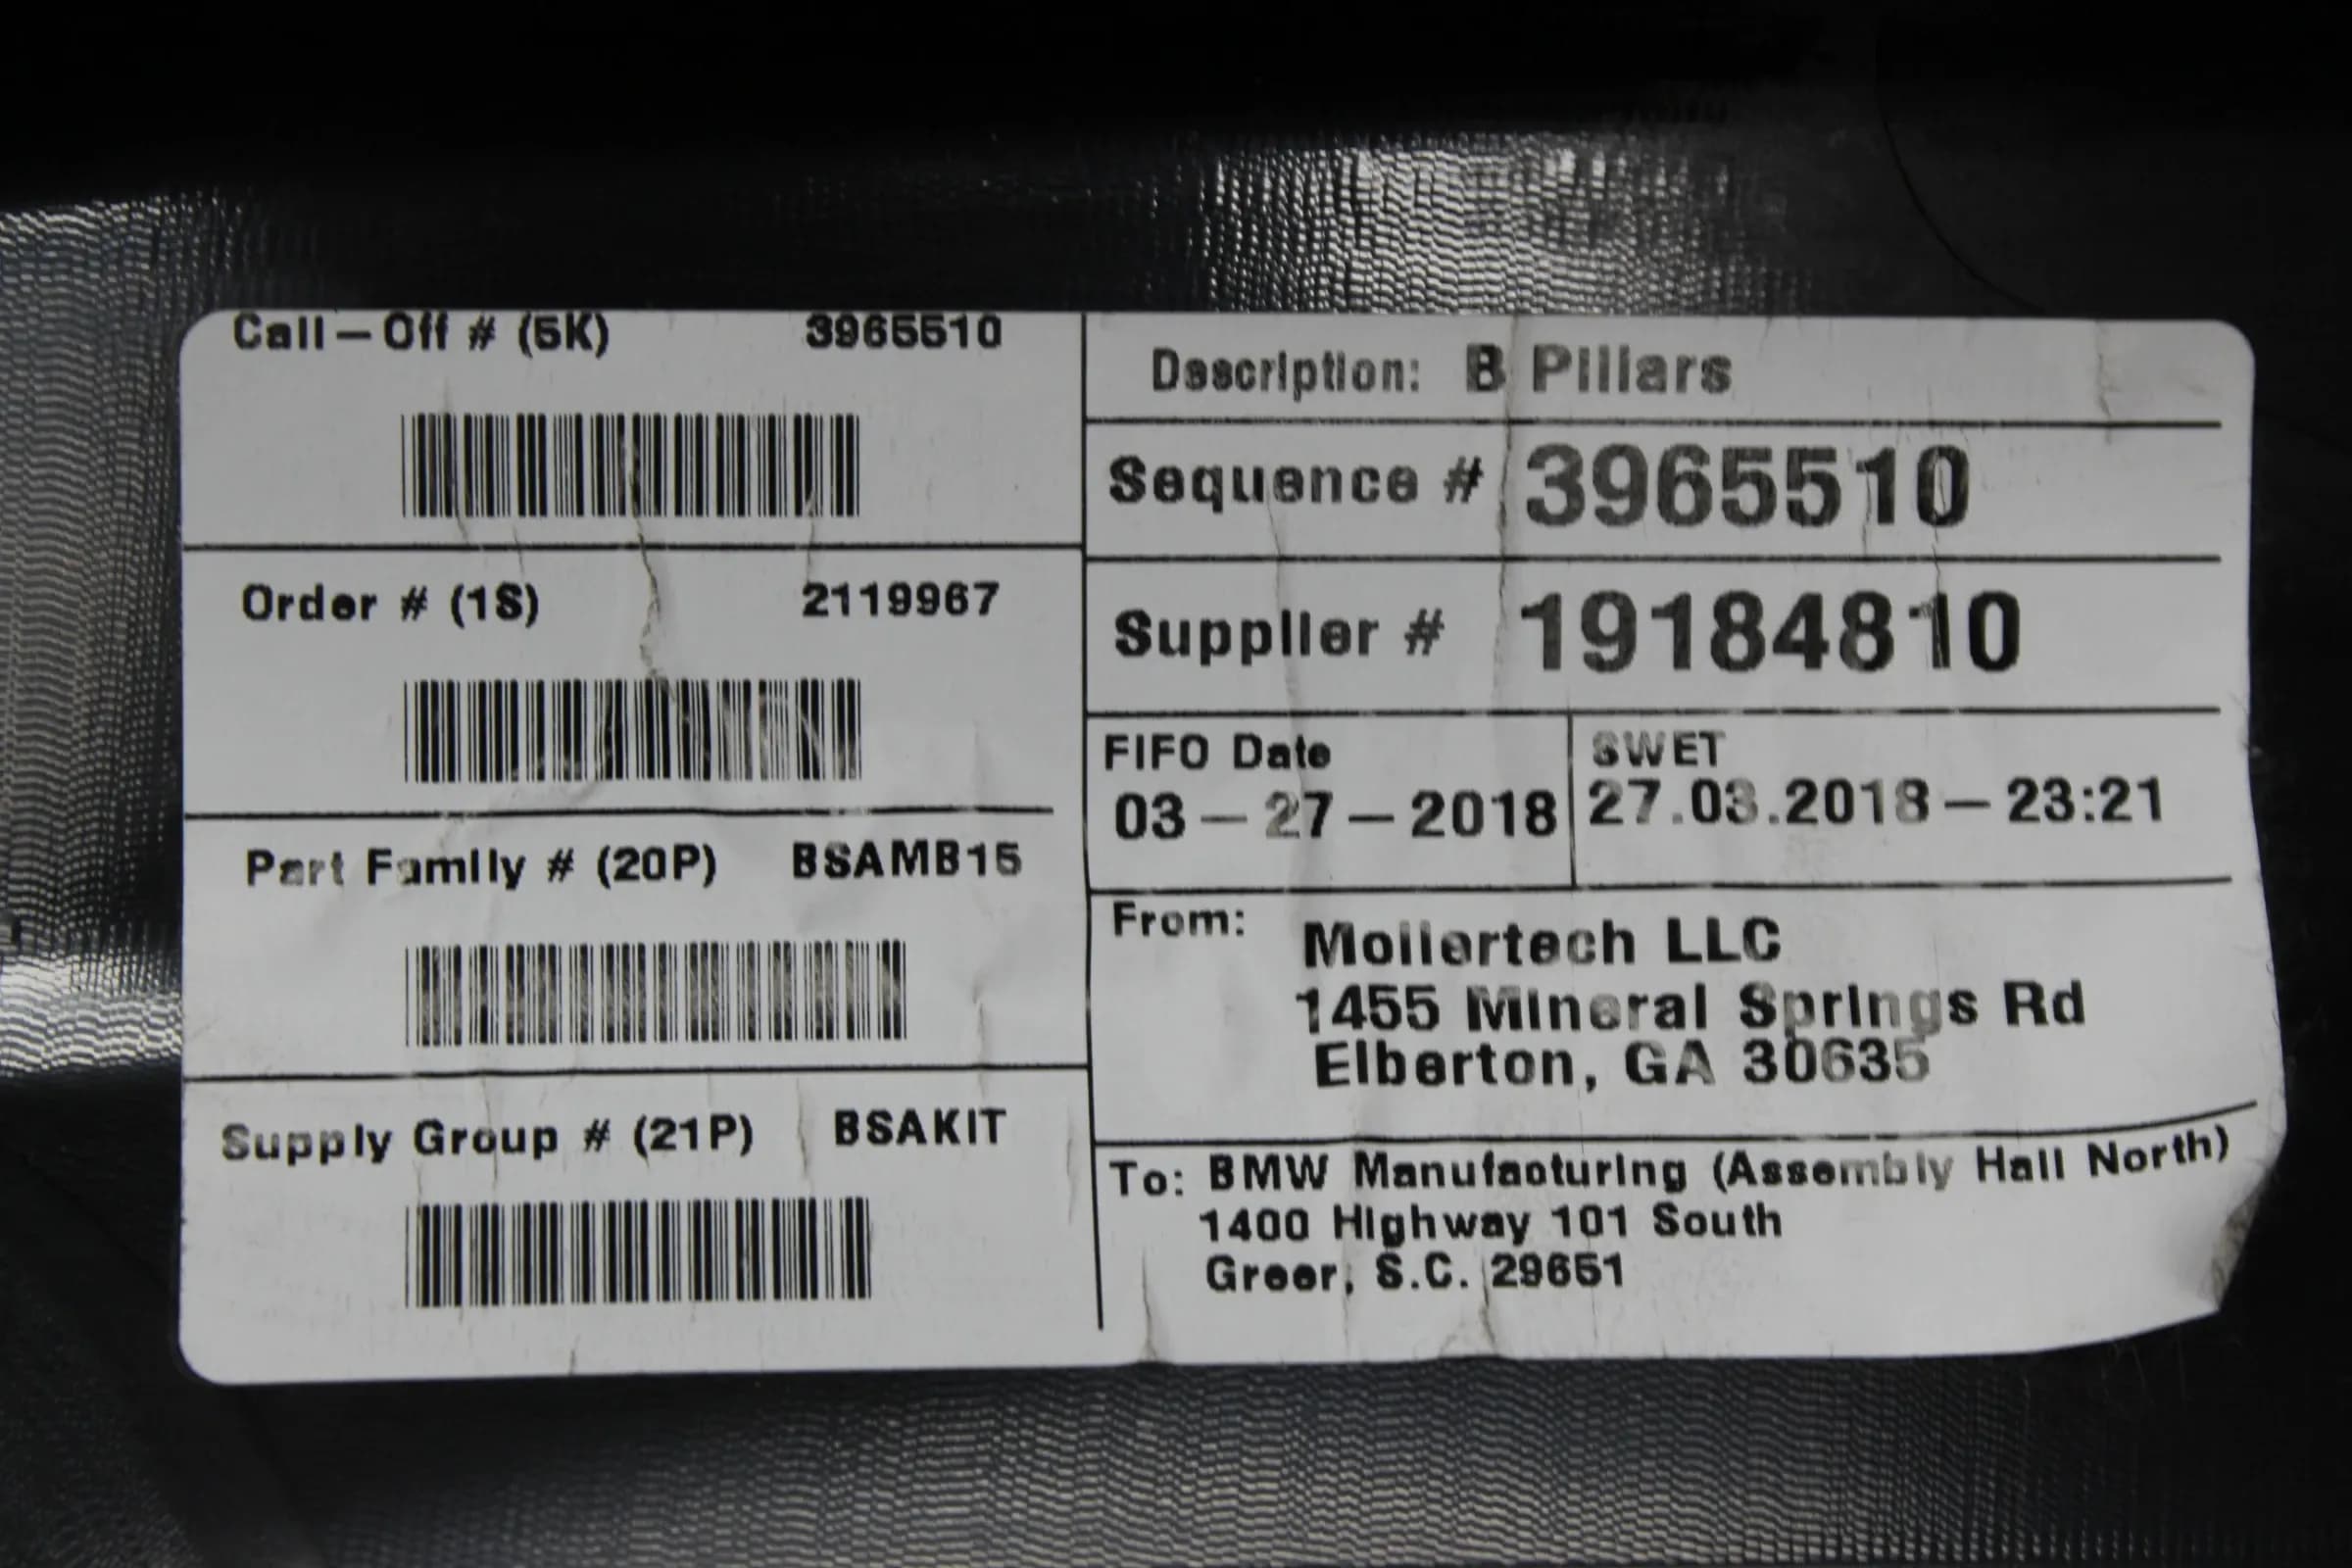 Call-Off # (5K) 3965510
Order # (1S) 2119967
Part Family # (20P) BSAMB15
Supply Group # (21P) BSAKIT
Description: B Pillars
Sequence # 3965510
Supplier # 19184810
FIFO Date
03-27-2018
SWET
27.03.2018-23:21
From: Mollertech LLC
1455 Mineral Springs Rd
Elberton, GA 30635
To: BMW Manufacturing (Assembly Hall North)
1400 Highway 101 South
Greer, S.C. 29651